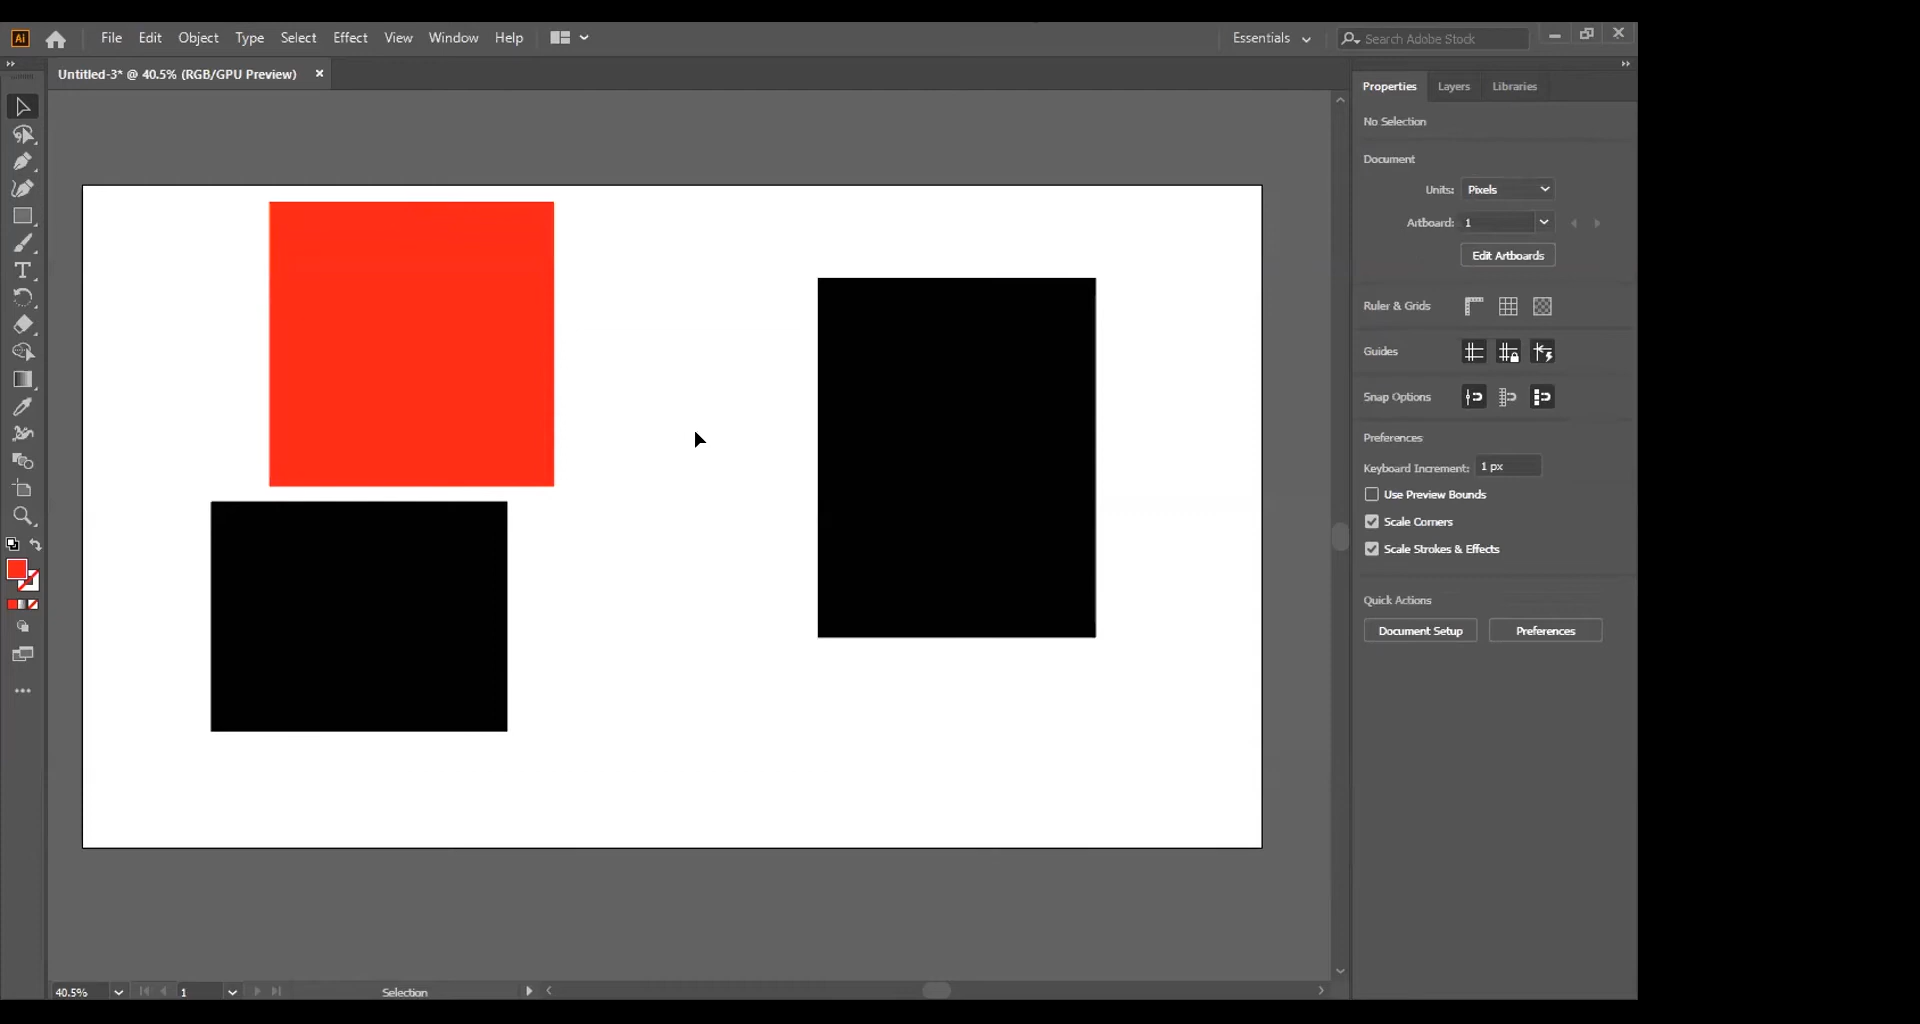 Ai File Edit Object Type Select Effect View Window Help Essentials Search Adobe Stock
Untitled-3* @ 40.5% (RGB/GPU Preview)
Properties Layers Libraries
No Selection
Document
Units: Pixels
Artboard: 1
Edit Artboards
Ruler & Grids
Guides
Snap Options
Preferences
Keyboard Increment: 1 px
Use Preview Bounds
Scale Corners
Scale Strokes & Effects
Quick Actions
Document Setup Preferences
40.5% 1 Selection